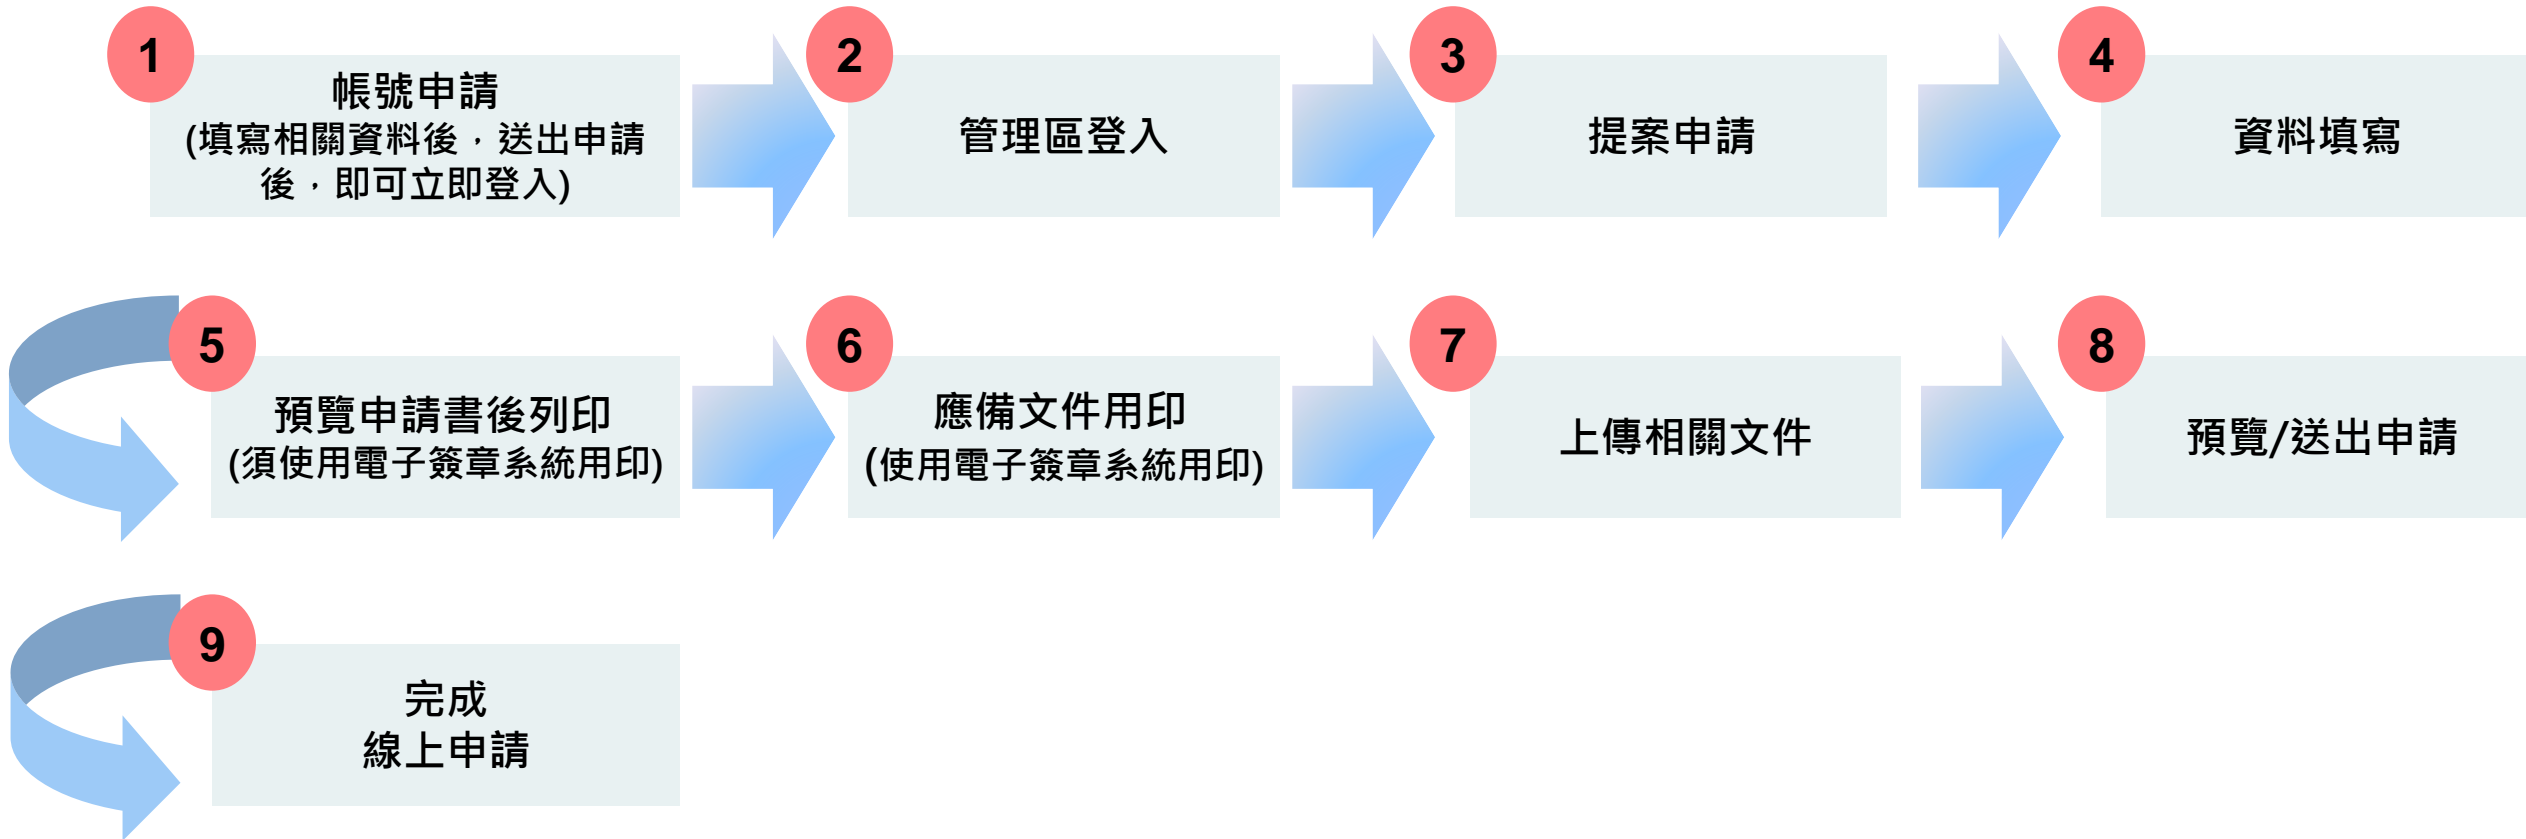 1
帳號申請
(填寫相關資料後，送出申請
後，即可立即登入)
2
管理區登入
3
提案申請
4
資料填寫
5
預覽申請書後列印
(須使用電子簽章系統用印)
6
應備文件用印
(使用電子簽章系統用印)
7
上傳相關文件
8
預覽/送出申請
9
完成
線上申請